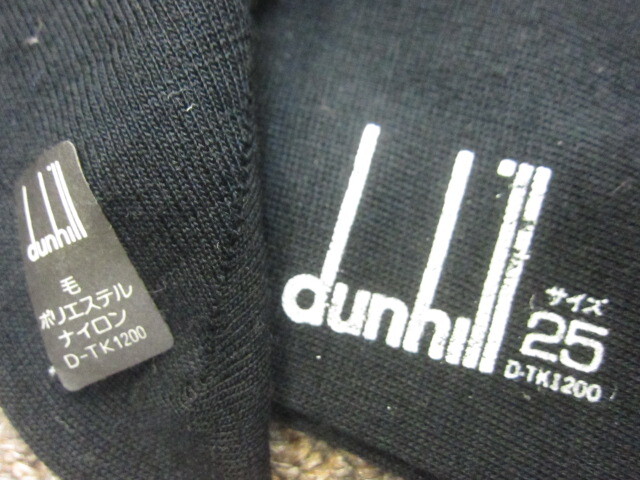 dunhill
毛
ポリエステル
ナイロン
D-TK1200
dunhill
サイズ
25
D-TK1200